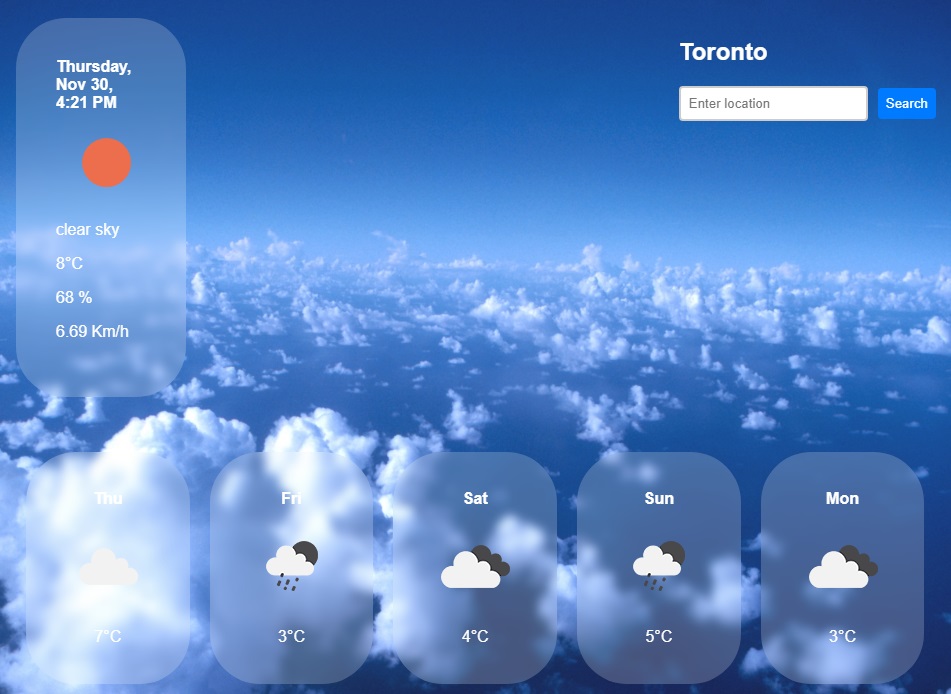 Thursday,
Nov 30,
4:21 PM
clear sky
8°C
68 %
6.69 Km/h
Toronto
Enter location
Search
Thu
Fri
Sat
Sun
Mon
7°C
3°C
4°C
5°C
3°C